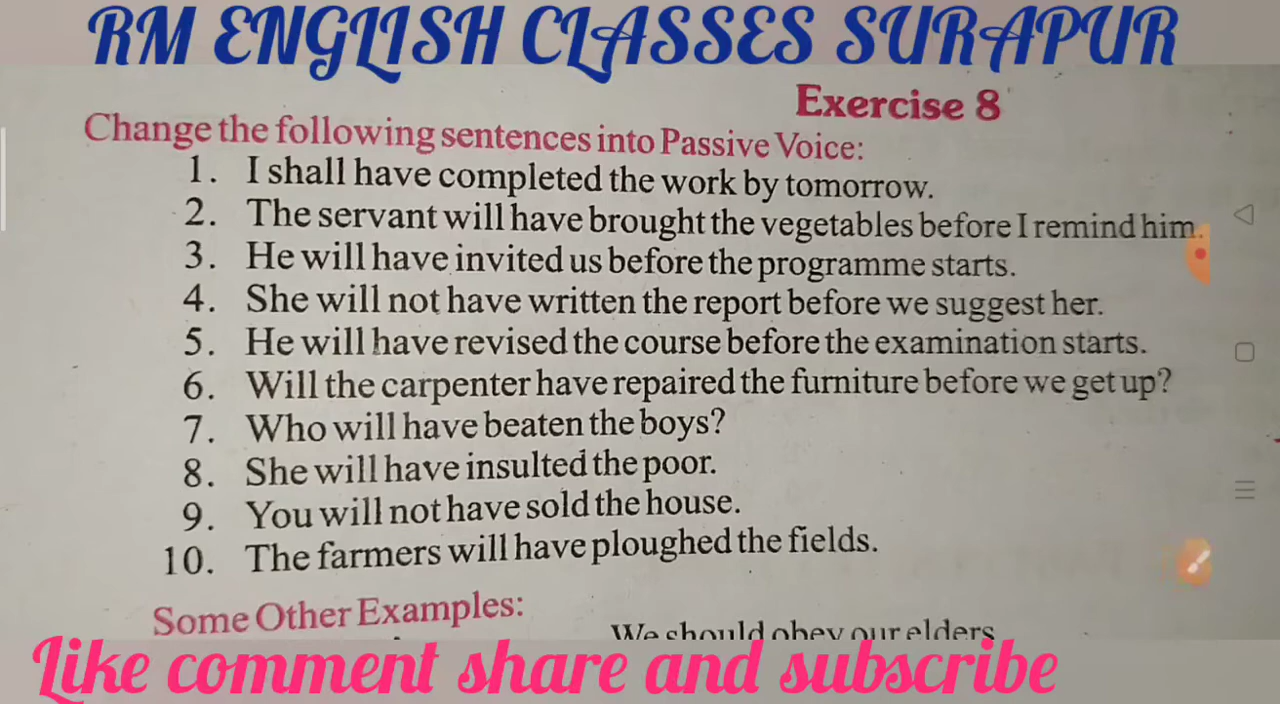 RM ENGLISH CLASSES SURAPUR
Exercise 8
Change the following sentences into Passive Voice:
1. I shall have completed the work by tomorrow.
2. The servant will have brought the vegetables before I remind him.
3. He will have invited us before the programme starts.
4. She will not have written the report before we suggest her.
5. He will have revised the course before the examination starts.
6. Will the carpenter have repaired the furniture before we get up?
7. Who will have beaten the boys?
8. She will have insulted the poor.
9. You will not have sold the house.
10. The farmers will have ploughed the fields.
Some Other Examples:
We should obey our elders
Like comment share and subscribe